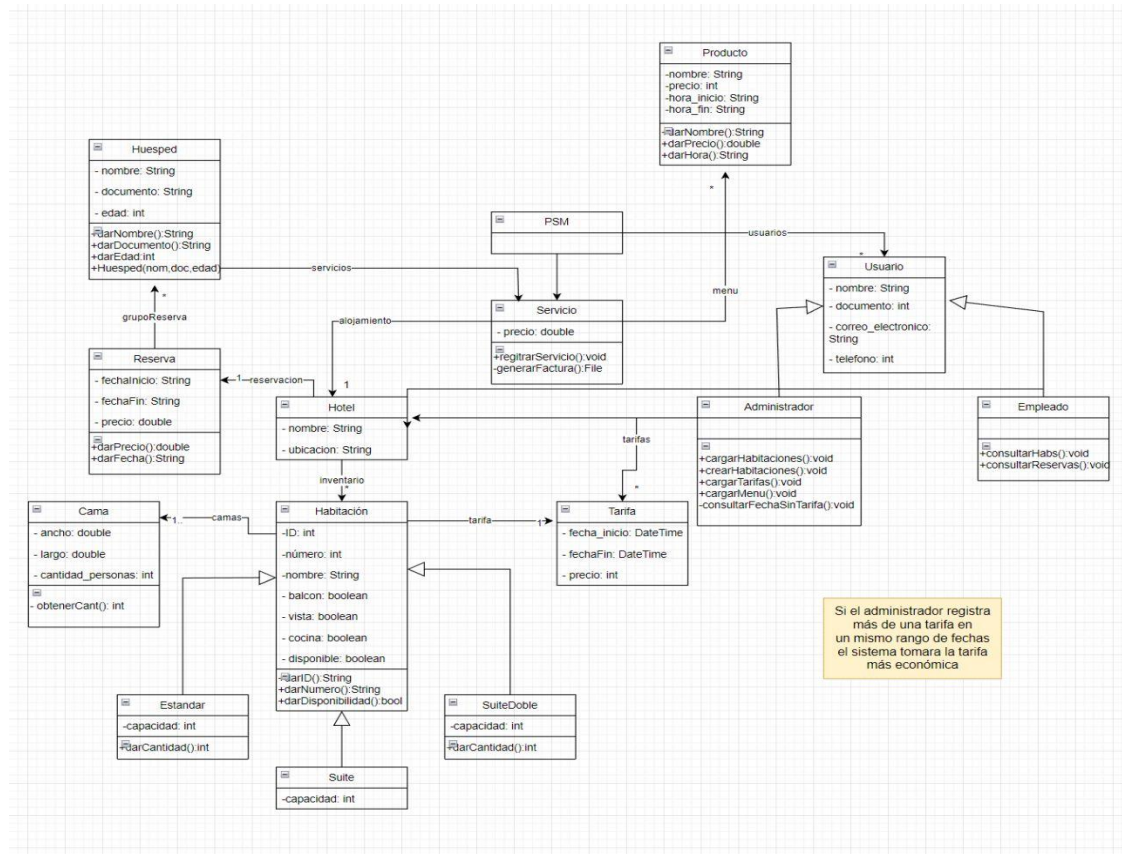 Producto
-nombre: String
-precio: int
-hora_inicio: String
-hora_fin: String
+darNombre():String
+darPrecio():double
+darHora():String
Huesped
- nombre: String
- documento: String
- edad: int
+darNombre():String
+darDocumento():String
+darEdad:int
+Huesped(nom,doc,edad)
PSM
usuarios
*
*
servicios
menu
Usuario
- nombre: String
- documento: int
- correo_electronico:
String
- telefono: int
*
grupoReserva
Servicio
- precio: double
+regitrarServicio():void
-generarFactura():File
alojamiento
1
Reserva
- fechaInicio: String
- fechaFin: String
- precio: double
+darPrecio():double
+darFecha():String
1
reservacion
Hotel
- nombre: String
- ubicacion: String
Administrador
+cargarHabitaciones():void
+crearHabitaciones():void
+cargarTarifas():void
+cargarMenu():void
-consultarFechaSinTarifa():void
Empleado
+consultarHabs():void
+consultarReservas():void
tarifas
*
inventario
*
Cama
- ancho: double
- largo: double
- cantidad_personas: int
- obtenerCant(): int
1..
camas
Habitación
-ID: int
-número: int
-nombre: String
- balcon: boolean
- vista: boolean
- cocina: boolean
- disponible: boolean
+darID():String
+darNumero():String
+darDisponibilidad():bool
tarifa
1
Tarifa
- fecha_inicio: DateTime
- fechaFin: DateTime
- precio: int
Si el administrador registra
más de una tarifa en
un mismo rango de fechas
el sistema tomara la tarifa
más económica
Estandar
-capacidad: int
+darCantidad():int
SuiteDoble
-capacidad: int
+darCantidad():int
Suite
-capacidad: int